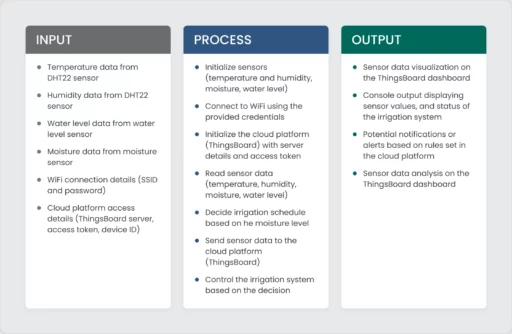 INPUT
Temperature data from
DHT22 sensor
Humidity data from DHT22
sensor
Water level data from water
level sensor
Moisture data from moisture
sensor
WiFi connection details (SSID
and password)
Cloud platform access
details (ThingsBoard server,
access token, device ID)
PROCESS
Initialize sensors
(temperature and humidity,
moisture, water level)
Connect to WiFi using the
provided credentials
Initialize the cloud platform
(ThingsBoard) with server
details and access token
Read sensor data
(temperature, humidity,
moisture, water level)
Decide irrigation schedule
based on he moisture level
Send sensor data to the
cloud platform
(ThingsBoard)
Control the irrigation system
based on the decision
OUTPUT
Sensor data visualization on
the ThingsBoard dashboard
Console output displaying
sensor values, and status of
the irrigation system
Potential notifications or
alerts based on rules set in
the cloud platform
Sensor data analysis on the
ThingsBoard dashboard